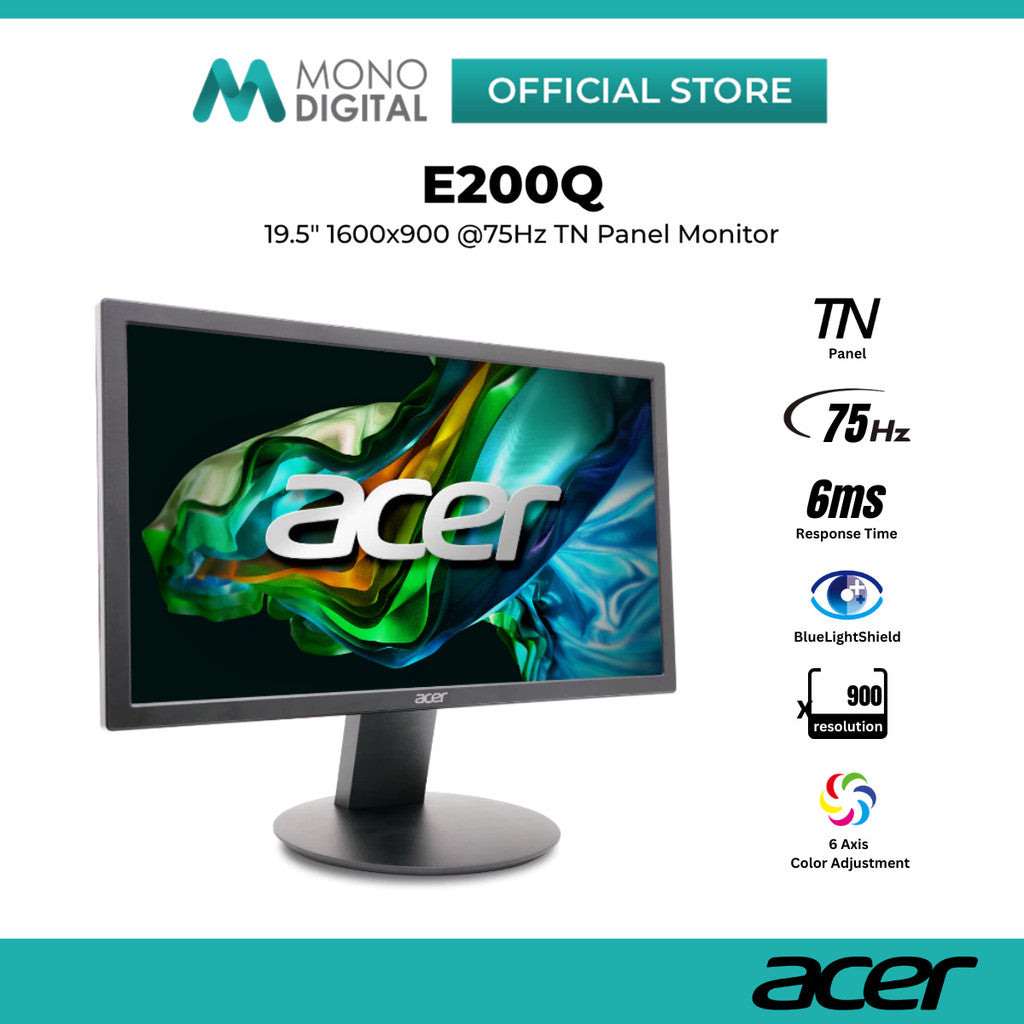 MONO
DIGITAL
OFFICIAL STORE
E200Q
19.5" 1600x900 @75Hz TN Panel Monitor
TN
Panel
75Hz
6ms
Response Time
acer
BlueLightShield
acer
x 900
resolution
6 Axis
Color Adjustment
acer